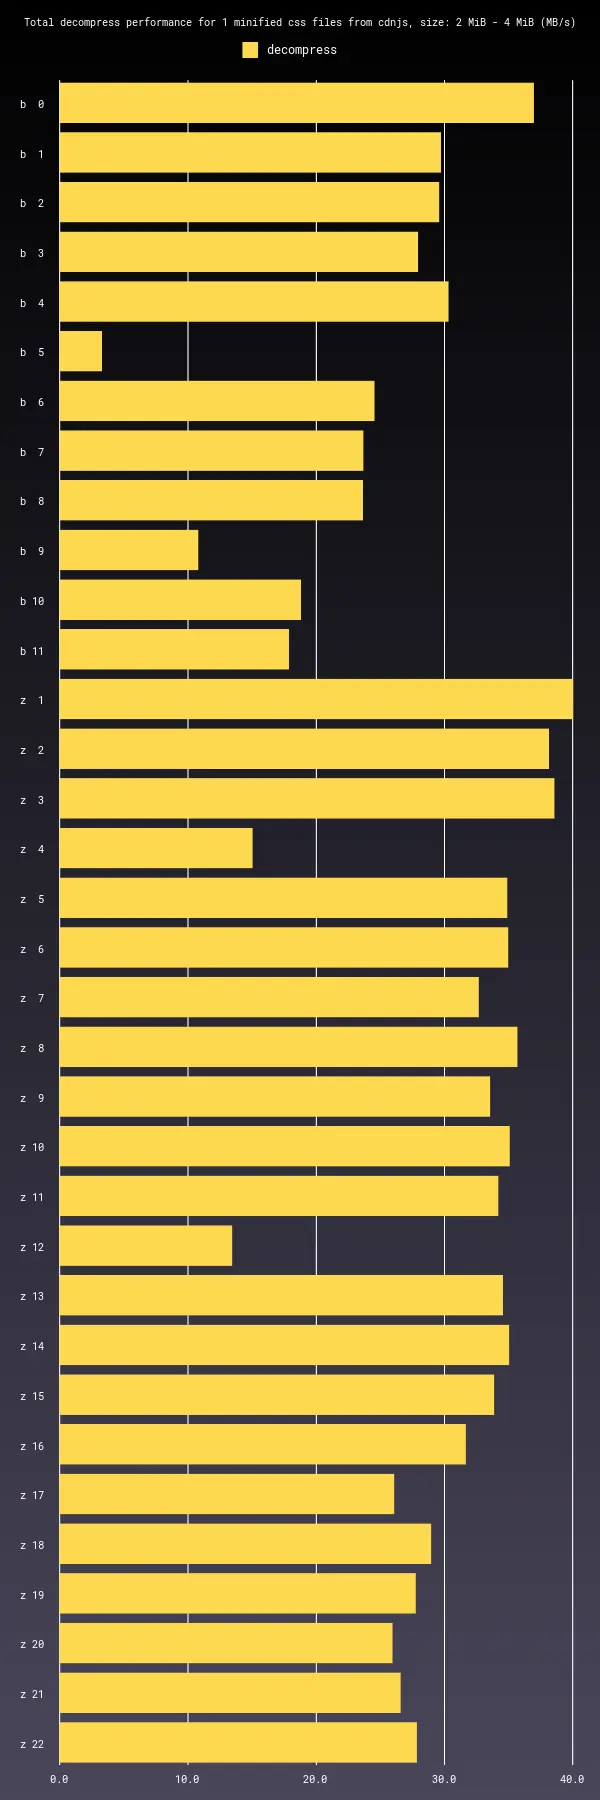 Total decompress performance for 1 minified css files from cdnjs, size: 2 MiB - 4 MiB (MB/s)
decompress
b  0
b  1
b  2
b  3
b  4
b  5
b  6
b  7
b  8
b  9
b 10
b 11
z  1
z  2
z  3
z  4
z  5
z  6
z  7
z  8
z  9
z 10
z 11
z 12
z 13
z 14
z 15
z 16
z 17
z 18
z 19
z 20
z 21
z 22
0.0 10.0 20.0 30.0 40.0